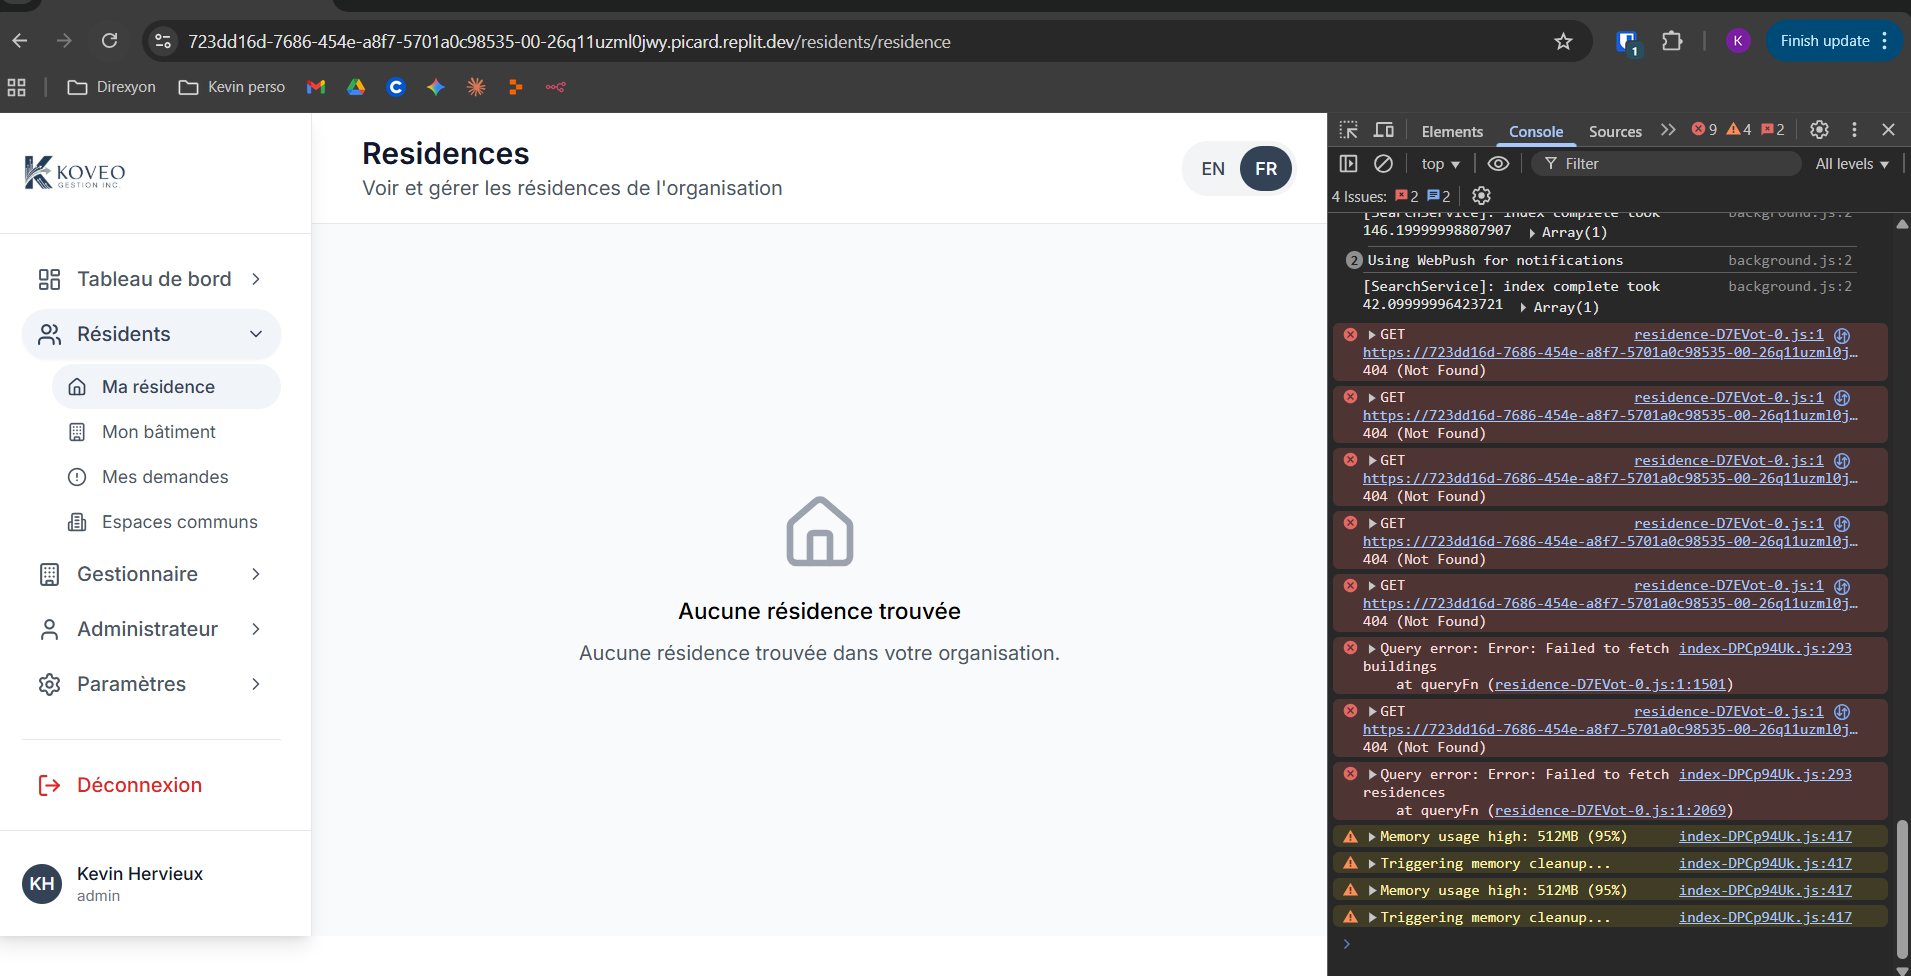 723dd16d-7686-454e-a8f7-5701a0c98535-00-26q11uzml0jwy.picard.replit.dev/residents/residence
1
K
Finish update
Direxyon
Kevin perso
KOVEO
GESTION INC.
Residences
Voir et gérer les résidences de l'organisation
EN
FR
Tableau de bord
Résidents
Ma résidence
Mon bâtiment
Mes demandes
Espaces communs
Gestionnaire
Administrateur
Paramètres
Déconnexion
KH
Kevin Hervieux
admin
Aucune résidence trouvée
Aucune résidence trouvée dans votre organisation.
Elements
Console
Sources
9
4
2
top
Filter
All levels
4 Issues:
2
2
[SearchService]: index complete took background.js:2
146.19999998807907 Array(1)
2 Using WebPush for notifications background.js:2
[SearchService]: index complete took background.js:2
42.09999996423721 Array(1)
GET residence-D7EVot-0.js:1
https://723dd16d-7686-454e-a8f7-5701a0c98535-00-26q11uzml0j…
404 (Not Found)
GET residence-D7EVot-0.js:1
https://723dd16d-7686-454e-a8f7-5701a0c98535-00-26q11uzml0j…
404 (Not Found)
GET residence-D7EVot-0.js:1
https://723dd16d-7686-454e-a8f7-5701a0c98535-00-26q11uzml0j…
404 (Not Found)
GET residence-D7EVot-0.js:1
https://723dd16d-7686-454e-a8f7-5701a0c98535-00-26q11uzml0j…
404 (Not Found)
GET residence-D7EVot-0.js:1
https://723dd16d-7686-454e-a8f7-5701a0c98535-00-26q11uzml0j…
404 (Not Found)
Query error: Error: Failed to fetch index-DPCp94Uk.js:293
buildings
at queryFn (residence-D7EVot-0.js:1:1501)
GET residence-D7EVot-0.js:1
https://723dd16d-7686-454e-a8f7-5701a0c98535-00-26q11uzml0j…
404 (Not Found)
Query error: Error: Failed to fetch index-DPCp94Uk.js:293
residences
at queryFn (residence-D7EVot-0.js:1:2069)
Memory usage high: 512MB (95%) index-DPCp94Uk.js:417
Triggering memory cleanup... index-DPCp94Uk.js:417
Memory usage high: 512MB (95%) index-DPCp94Uk.js:417
Triggering memory cleanup... index-DPCp94Uk.js:417